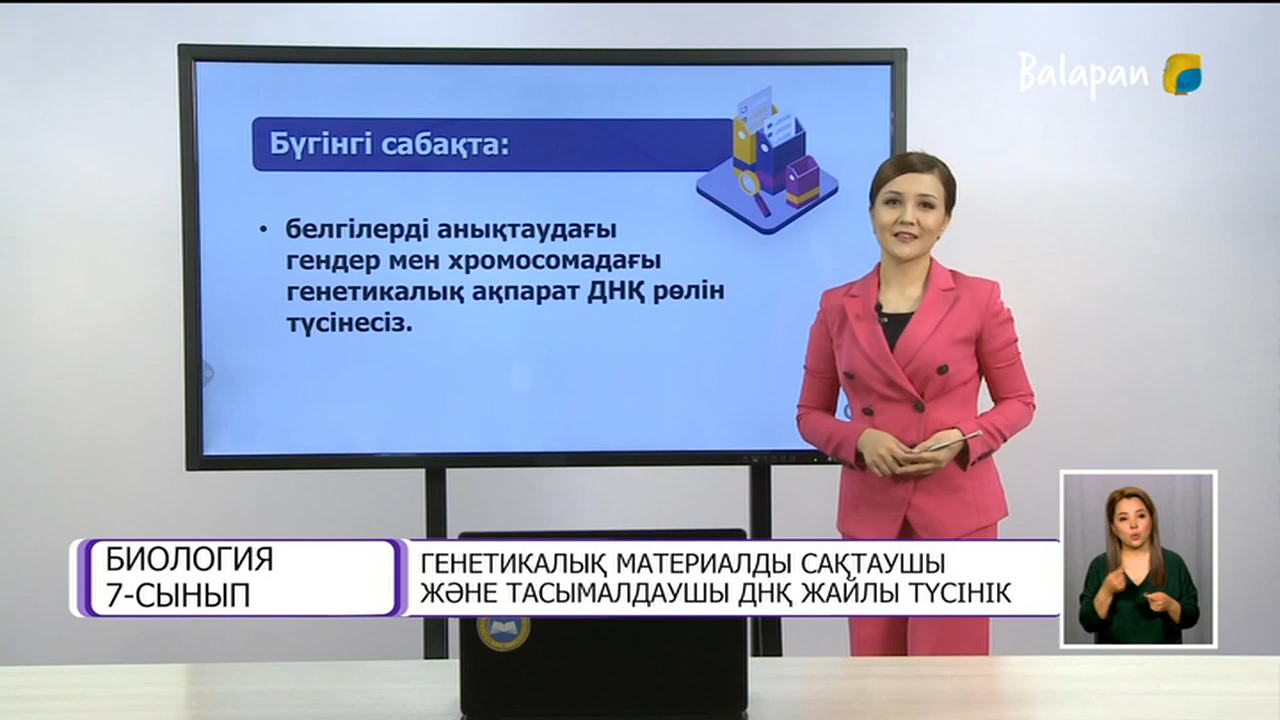 Balapan
Бүгінгі сабақта:
• белгілерді анықтаудағы
гендер мен хромосомадағы
генетикалық ақпарат ДНҚ рөлін
түсінесіз.
БИОЛОГИЯ
7-СЫНЫП
ГЕНЕТИКАЛЫҚ МАТЕРИАЛДЫ САҚТАУШЫ
ЖӘНЕ ТАСЫМАЛДАУШЫ ДНҚ ЖАЙЛЫ ТҮСІНІК